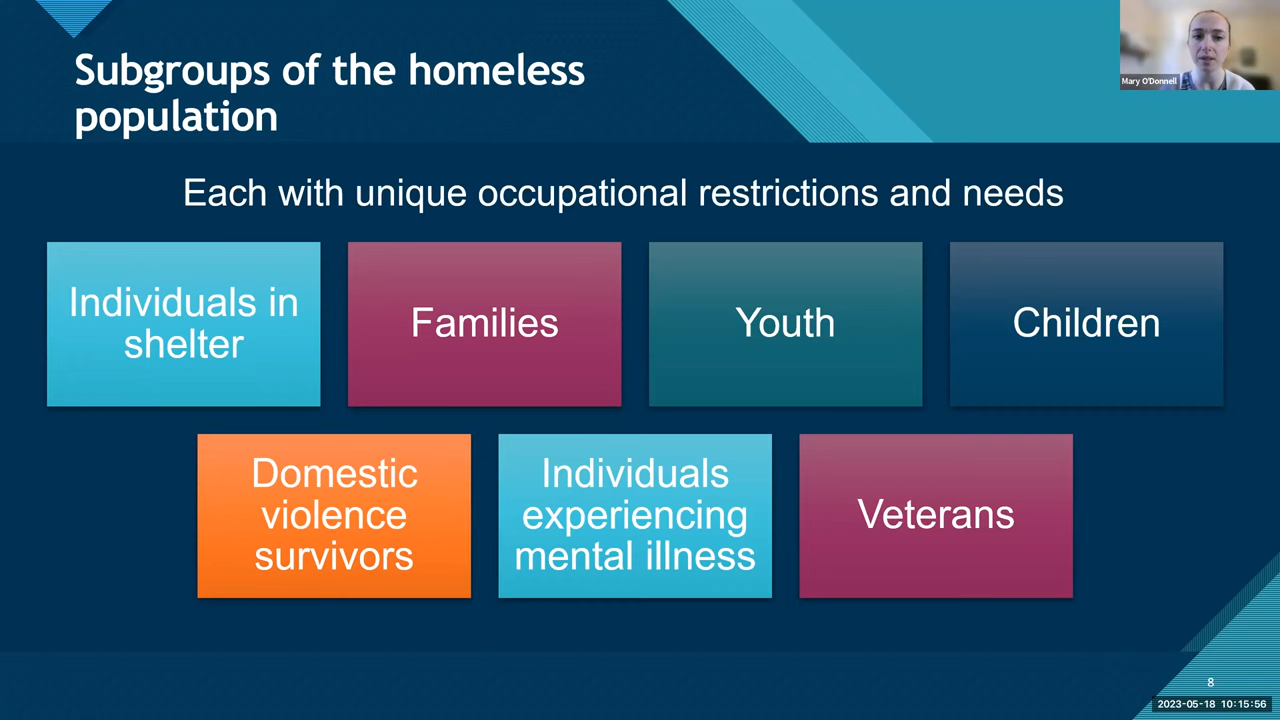 Subgroups of the homeless
population
Mary O'Donnell
Each with unique occupational restrictions and needs
Individuals in
shelter
Families
Youth
Children
Domestic
violence
survivors
Individuals
experiencing
mental illness
Veterans
8
2023-05-18 10:15:56